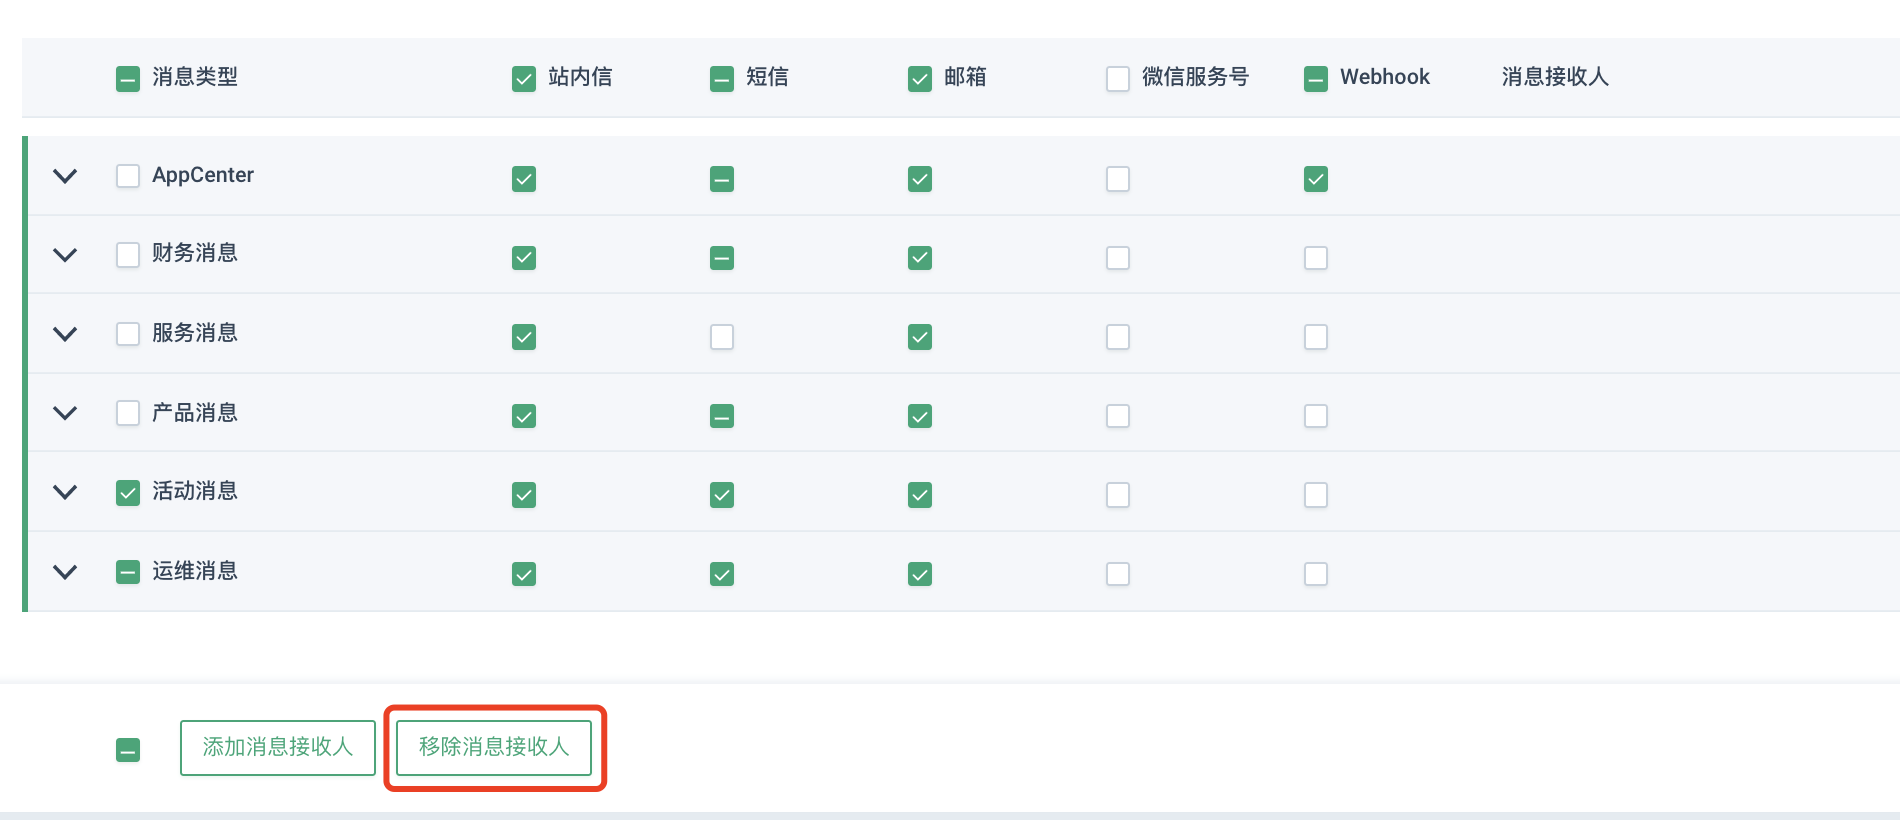 消息类型 站内信 短信 邮箱 微信服务号 Webhook 消息接收人
AppCenter
财务消息
服务消息
产品消息
活动消息
运维消息
添加消息接收人 移除消息接收人